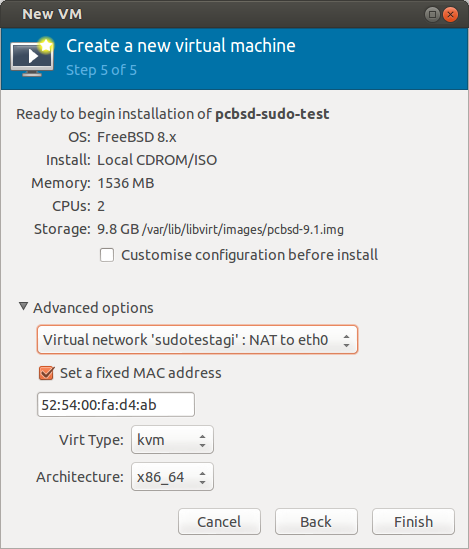 New VM
Create a new virtual machine
Step 5 of 5
Ready to begin installation of pcbsd-sudo-test
OS: FreeBSD 8.x
Install: Local CDROM/ISO
Memory: 1536 MB
CPUs: 2
Storage: 9.8 GB /var/lib/libvirt/images/pcbsd-9.1.img
Customise configuration before install
Advanced options
Virtual network 'sudotestagi' : NAT to eth0
Set a fixed MAC address
52:54:00:fa:d4:ab
Virt Type: kvm
Architecture: x86_64
Cancel Back Finish